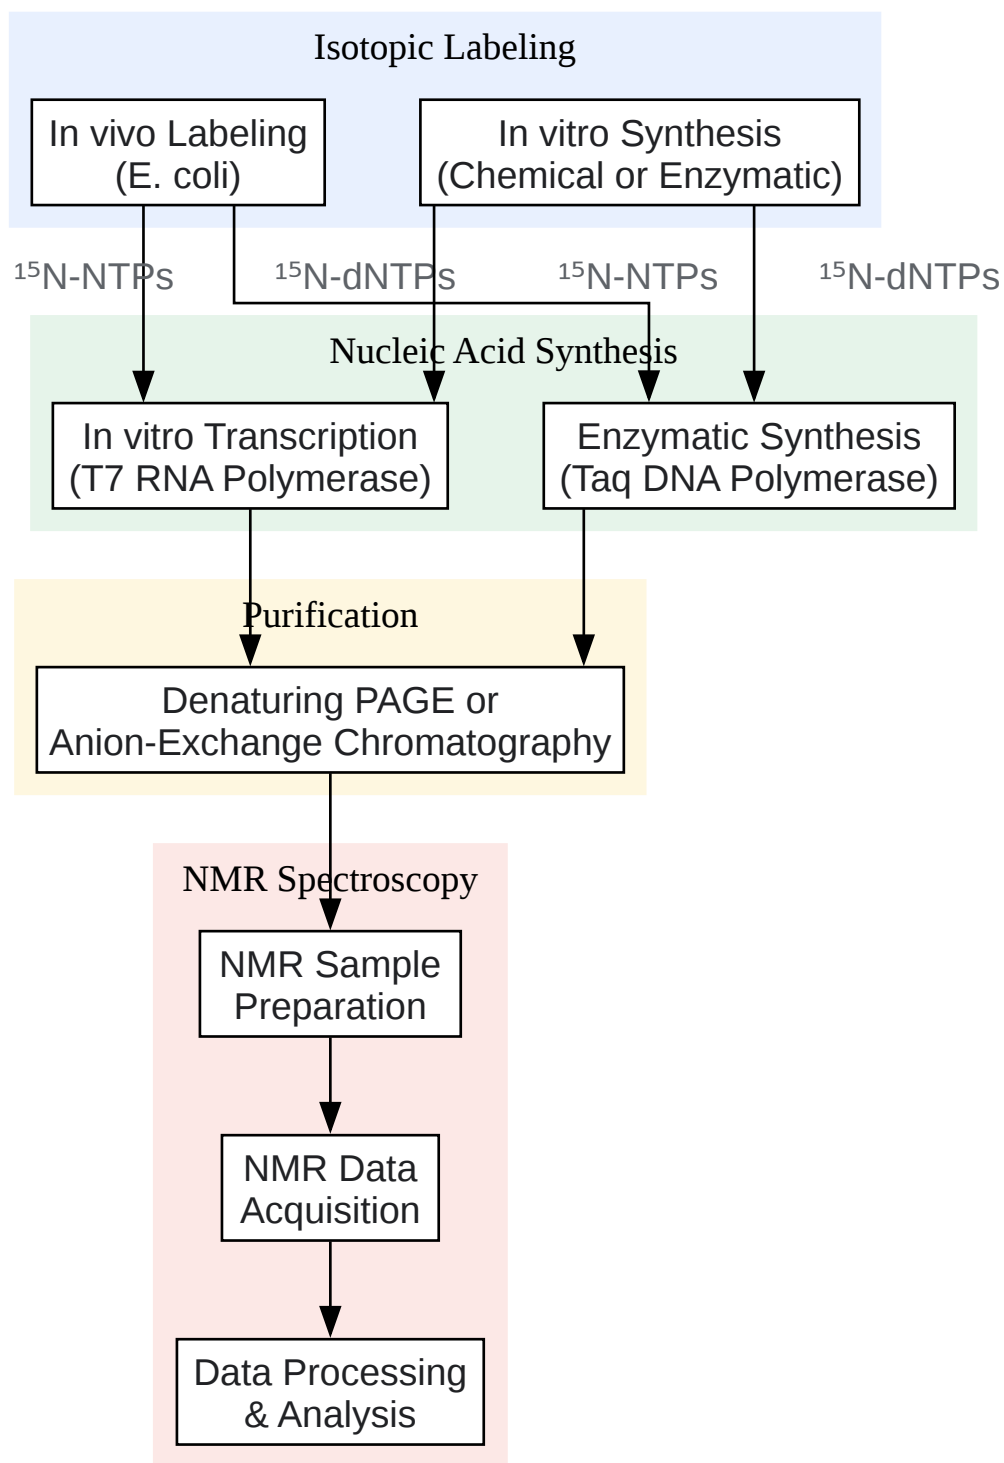 Isotopic Labeling
In vivo Labeling
(E. coli)
In vitro Synthesis
(Chemical or Enzymatic)
¹⁵N-NTPs
¹⁵N-dNTPs
¹⁵N-NTPs
¹⁵N-dNTPs
Nucleic Acid Synthesis
In vitro Transcription
(T7 RNA Polymerase)
Enzymatic Synthesis
(Taq DNA Polymerase)
Purification
Denaturing PAGE or
Anion-Exchange Chromatography
NMR Spectroscopy
NMR Sample
Preparation
NMR Data
Acquisition
Data Processing
& Analysis